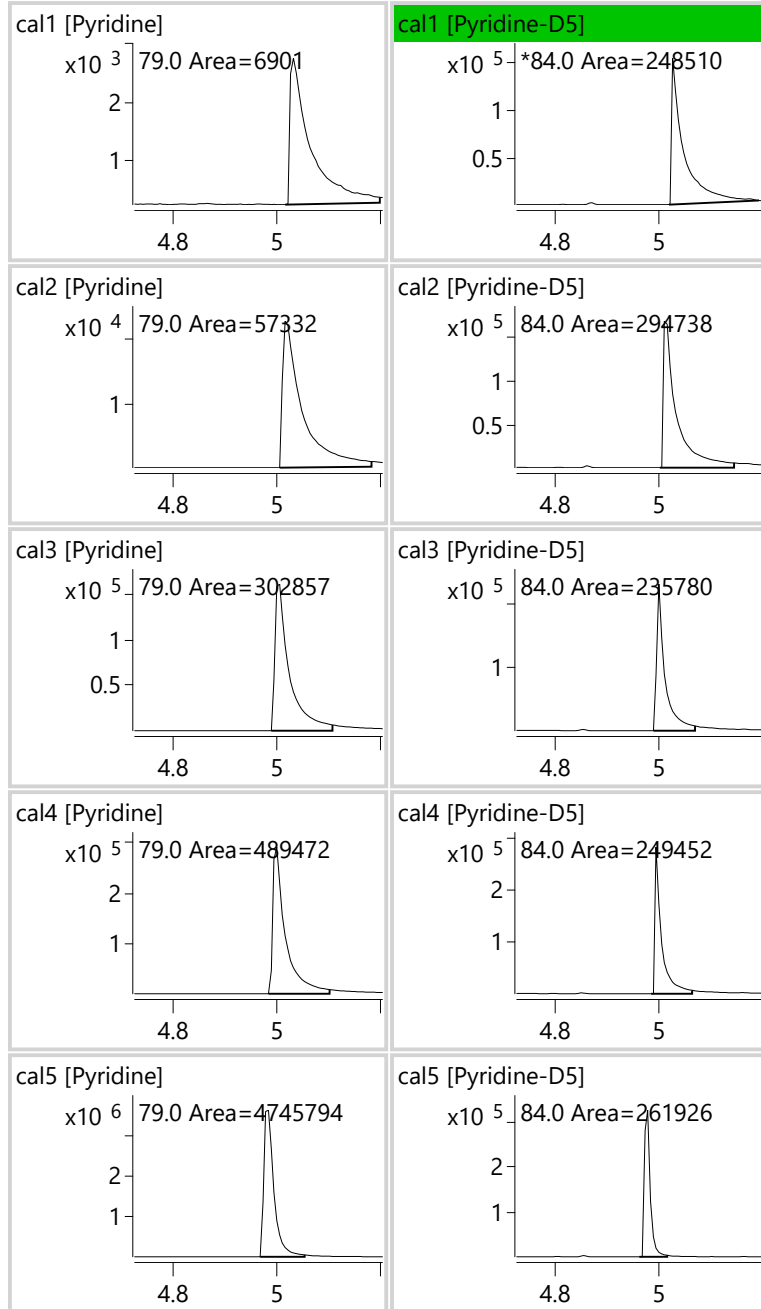 cal1 [Pyridine]
x10 3 79.0 Area=6901
2
1
4.8 5
cal1 [Pyridine-D5]
x10 5 *84.0 Area=248510
1
0.5
4.8 5
cal2 [Pyridine]
x10 4 79.0 Area=57332
1
4.8 5
cal2 [Pyridine-D5]
x10 5 84.0 Area=294738
1
0.5
4.8 5
cal3 [Pyridine]
x10 5 79.0 Area=302857
1
0.5
4.8 5
cal3 [Pyridine-D5]
x10 5 84.0 Area=235780
1
4.8 5
cal4 [Pyridine]
x10 5 79.0 Area=489472
2
1
4.8 5
cal4 [Pyridine-D5]
x10 5 84.0 Area=249452
2
1
4.8 5
cal5 [Pyridine]
x10 6 79.0 Area=4745794
2
1
4.8 5
cal5 [Pyridine-D5]
x10 5 84.0 Area=261926
2
1
4.8 5